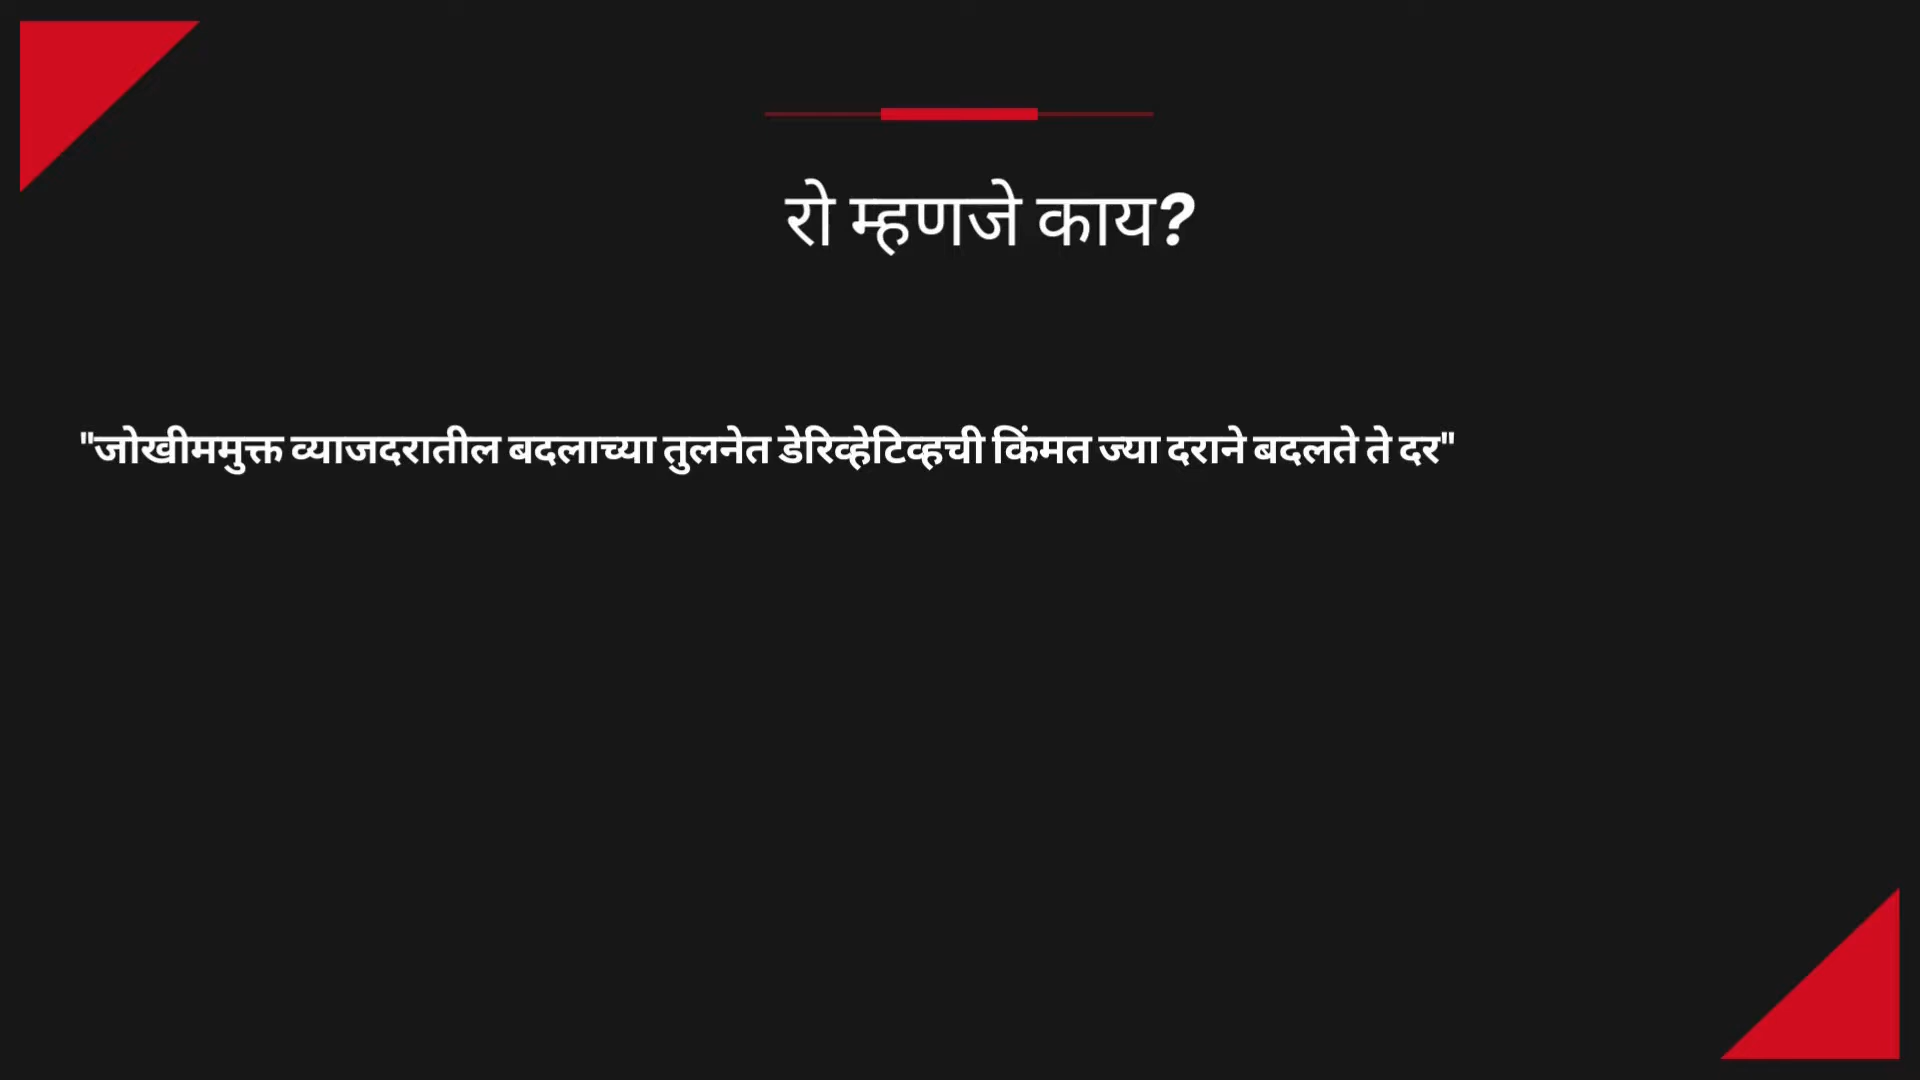 रो म्हणजे काय?
"जोखीममुक्त व्याजदरातील बदलाच्या तुलनेत डेरिव्हेटिव्हची किंमत ज्या दराने बदलते ते दर"